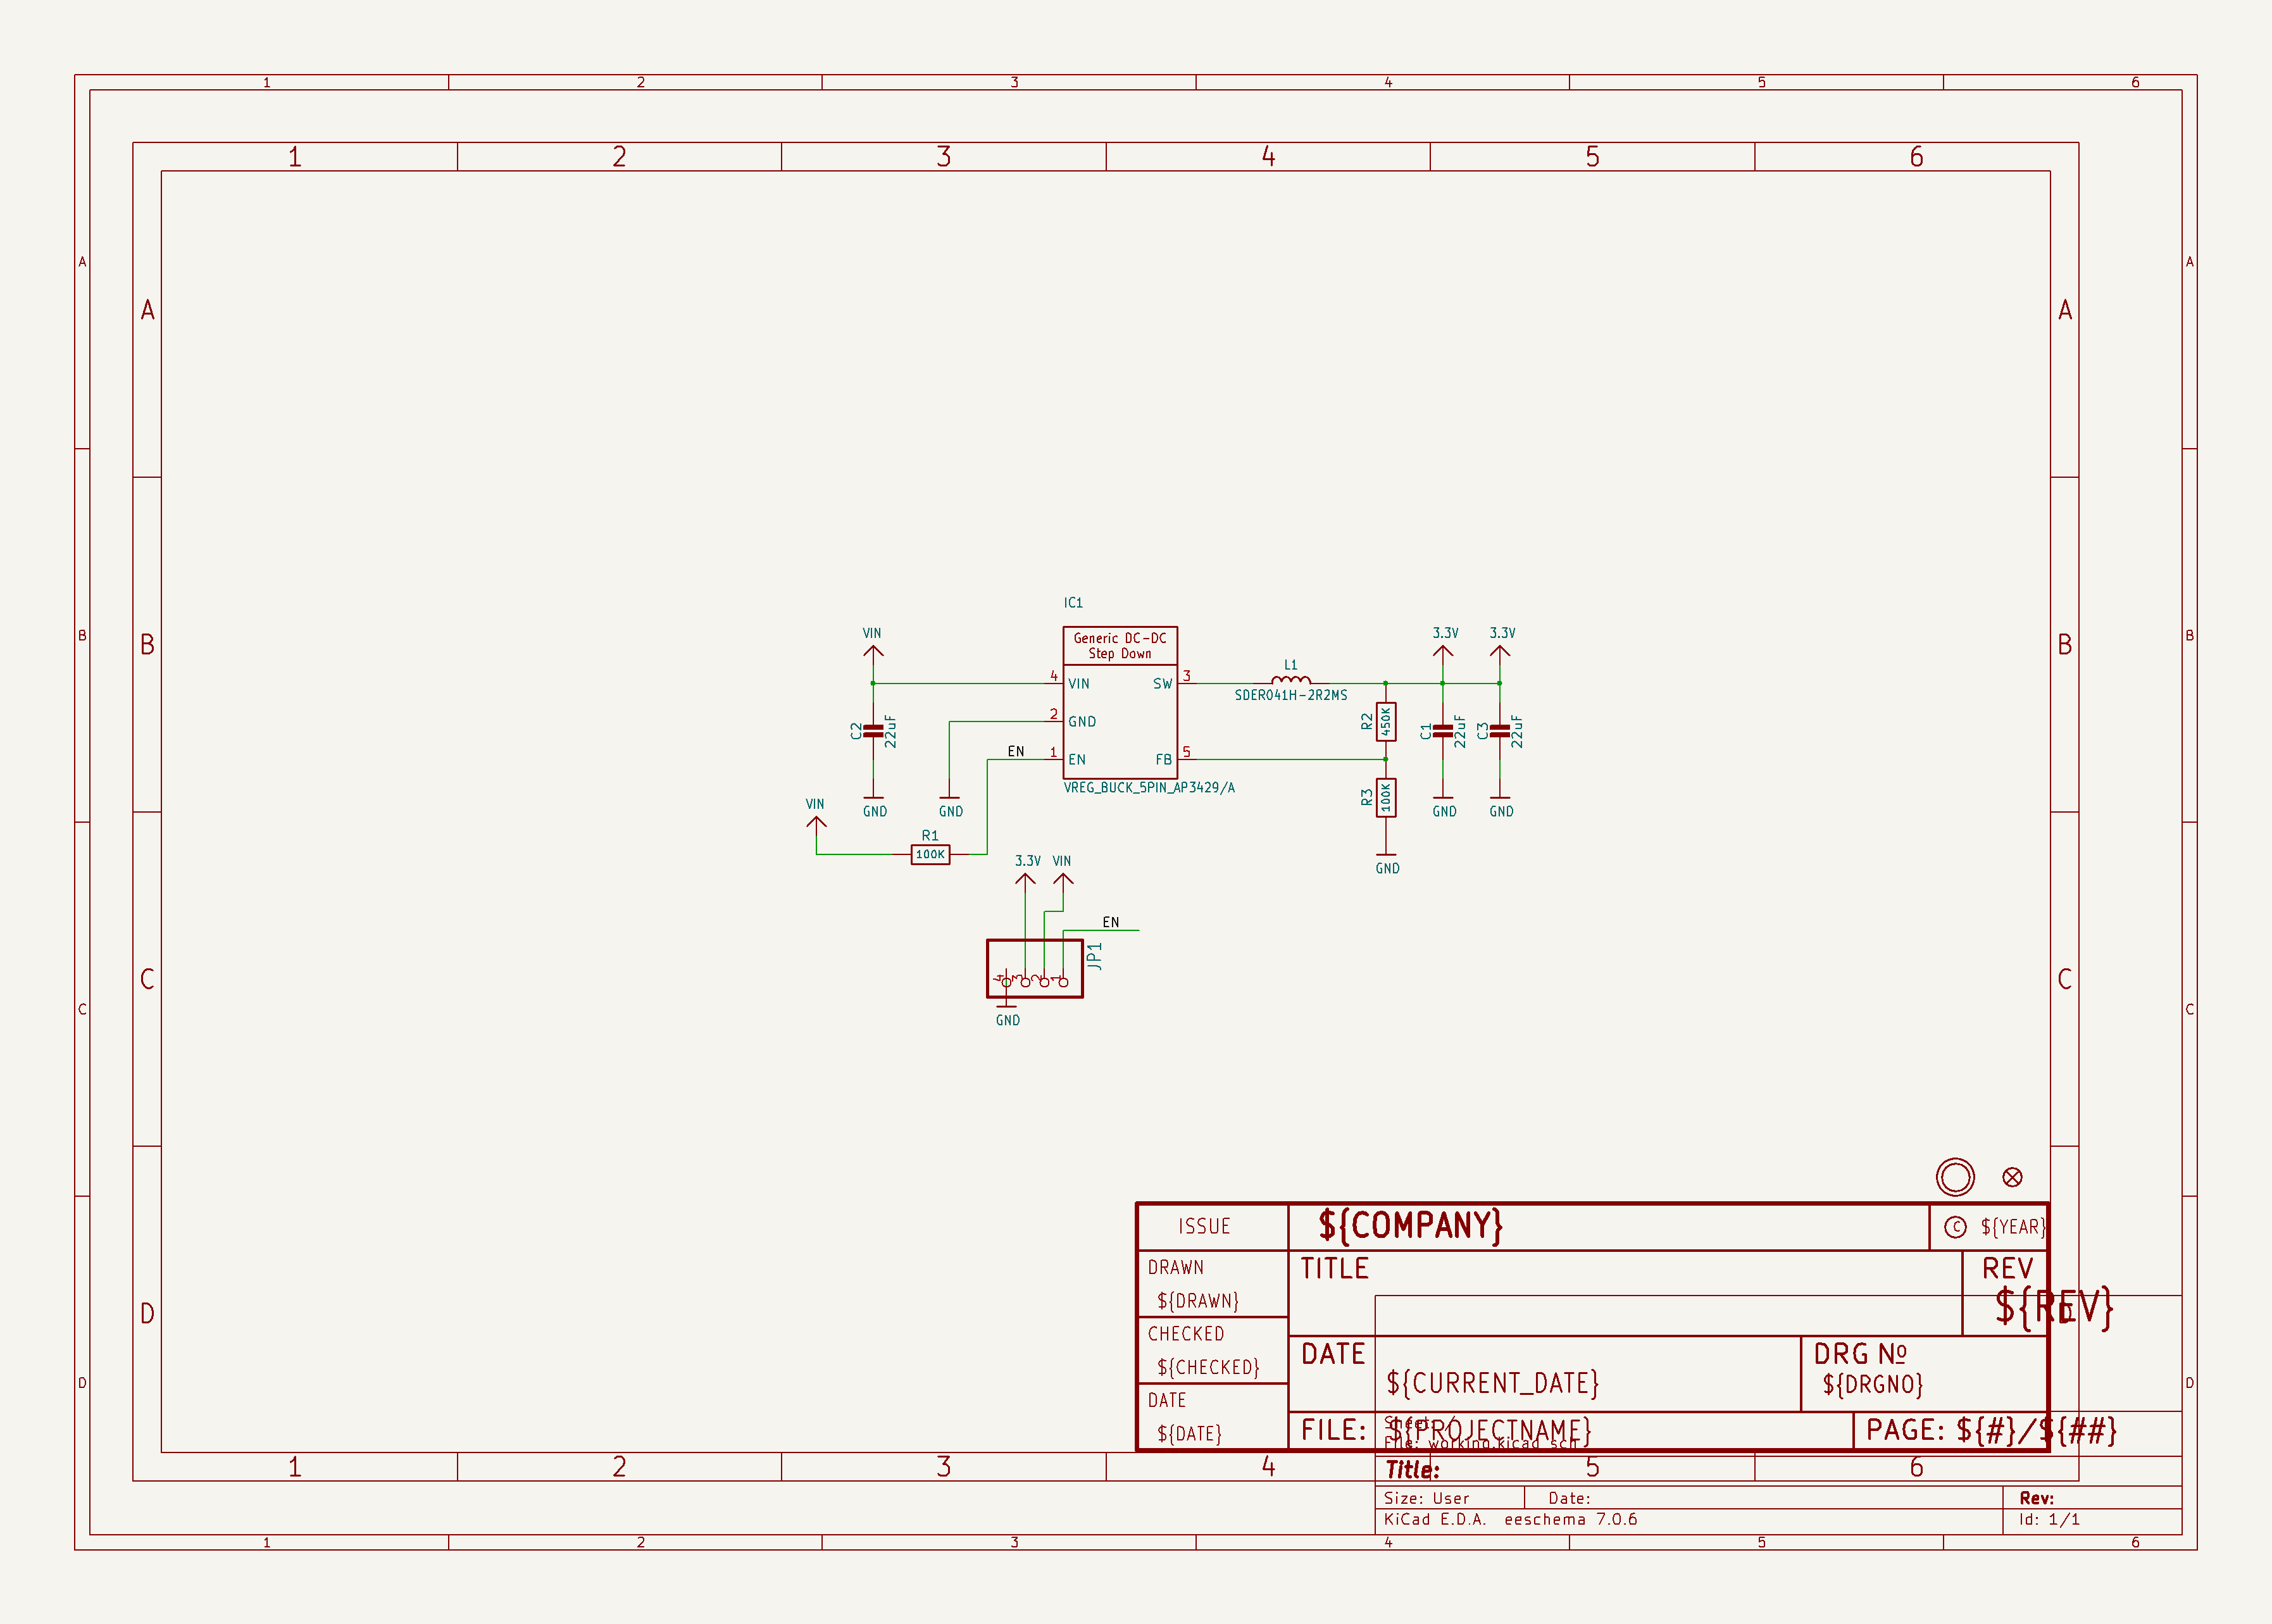 1 2 3 4 5 6
1 2 3 4 5 6
A A
A A
IC1
VIN
Generic DC-DC
Step Down
3.3V 3.3V
B B
B B
4 VIN
SW 3
L1
SDER041H-2R2MS
C2
22uF
2 GND
R2
450K
C1
22uF
C3
22uF
EN
1 EN
FB 5
VREG_BUCK_5PIN_AP3429/A
VIN
GND
GND
R3
100K
GND
GND
R1
100K
3.3V VIN
GND
EN
JP1
4 3 2 1
GND
C C
C C
ISSUE
${COMPANY}
C ${YEAR}
DRAWN
${DRAWN}
TITLE
REV
${REV}
D D
CHECKED
${CHECKED}
DATE
${CURRENT_DATE}
DRG Nº
${DRGNO}
D D
DATE
${DATE}
FILE:
${PROJECTNAME}
Sheet: /
File: working.kicad_sch
PAGE: ${#}/${##}
1 2 3 4 5 6
Title:
Size: User
Date:
Rev:
KiCad E.D.A. eeschema 7.0.6
Id: 1/1
1 2 3 4 5 6